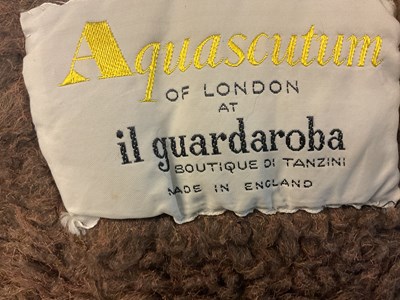 Aquascutum
OF LONDON
AT
il guardaroba
BOUTIQUE DI TANZINI
MADE IN ENGLAND